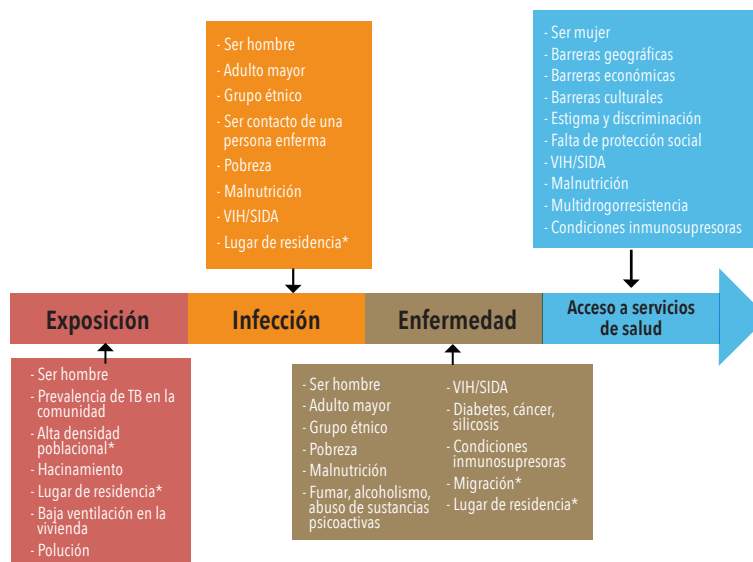 - Ser hombre
- Adulto mayor
- Grupo étnico
- Ser contacto de una
persona enferma
- Pobreza
- Malnutrición
- VIH/SIDA
- Lugar de residencia*
- Ser mujer
- Barreras geográficas
- Barreras económicas
- Barreras culturales
- Estigma y discriminación
- Falta de protección social
- VIH/SIDA
- Malnutrición
- Multidrogorresistencia
- Condiciones inmunosupresoras
Exposición
Infección
Enfermedad
Acceso a servicios
de salud
- Ser hombre
- Prevalencia de TB en la
comunidad
- Alta densidad
poblacional*
- Hacinamiento
- Lugar de residencia*
- Baja ventilación en la
vivienda
- Polución
- Ser hombre
- Adulto mayor
- Grupo étnico
- Pobreza
- Malnutrición
- Fumar, alcoholismo,
abuso de sustancias
psicoactivas
- VIH/SIDA
- Diabetes, cáncer,
silicosis
- Condiciones
inmunosupresoras
- Migración*
- Lugar de residencia*